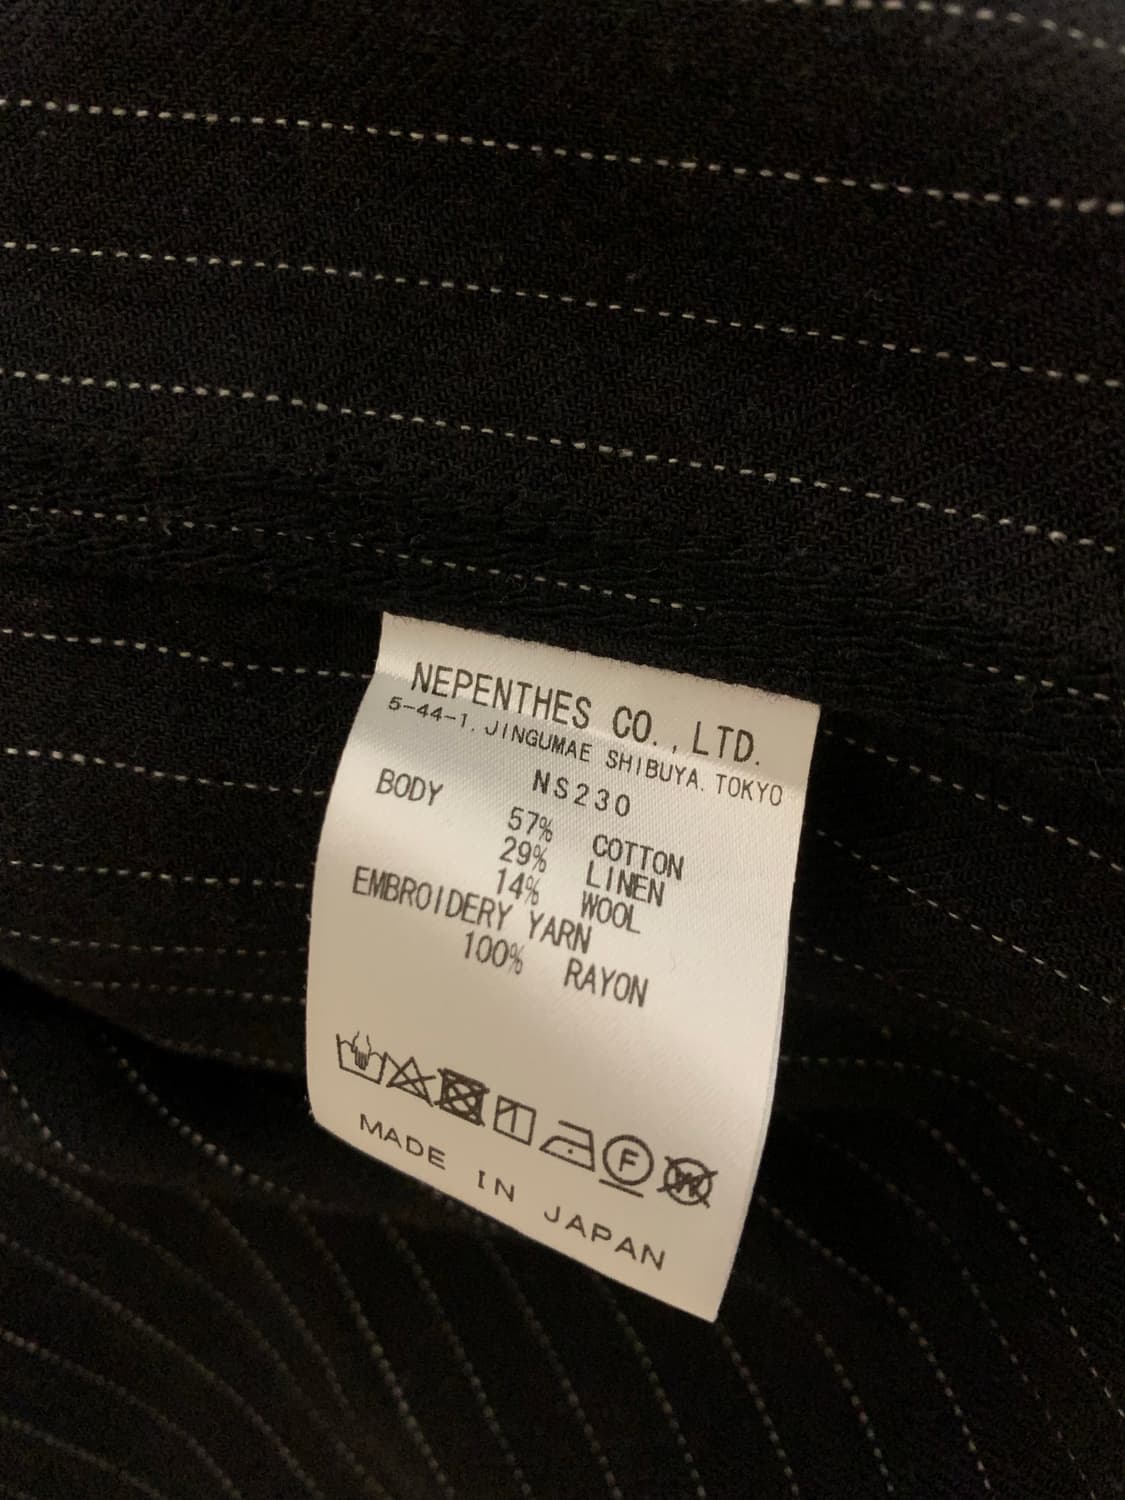 NEPENTHES CO., LTD.
5-44-1, JINGUMAE SHIBUYA. TOKYO
NS230
BODY
57% COTTON
29% LINEN
14% WOOL
EMBROIDERY YARN
100% RAYON
F
W
MADE IN JAPAN